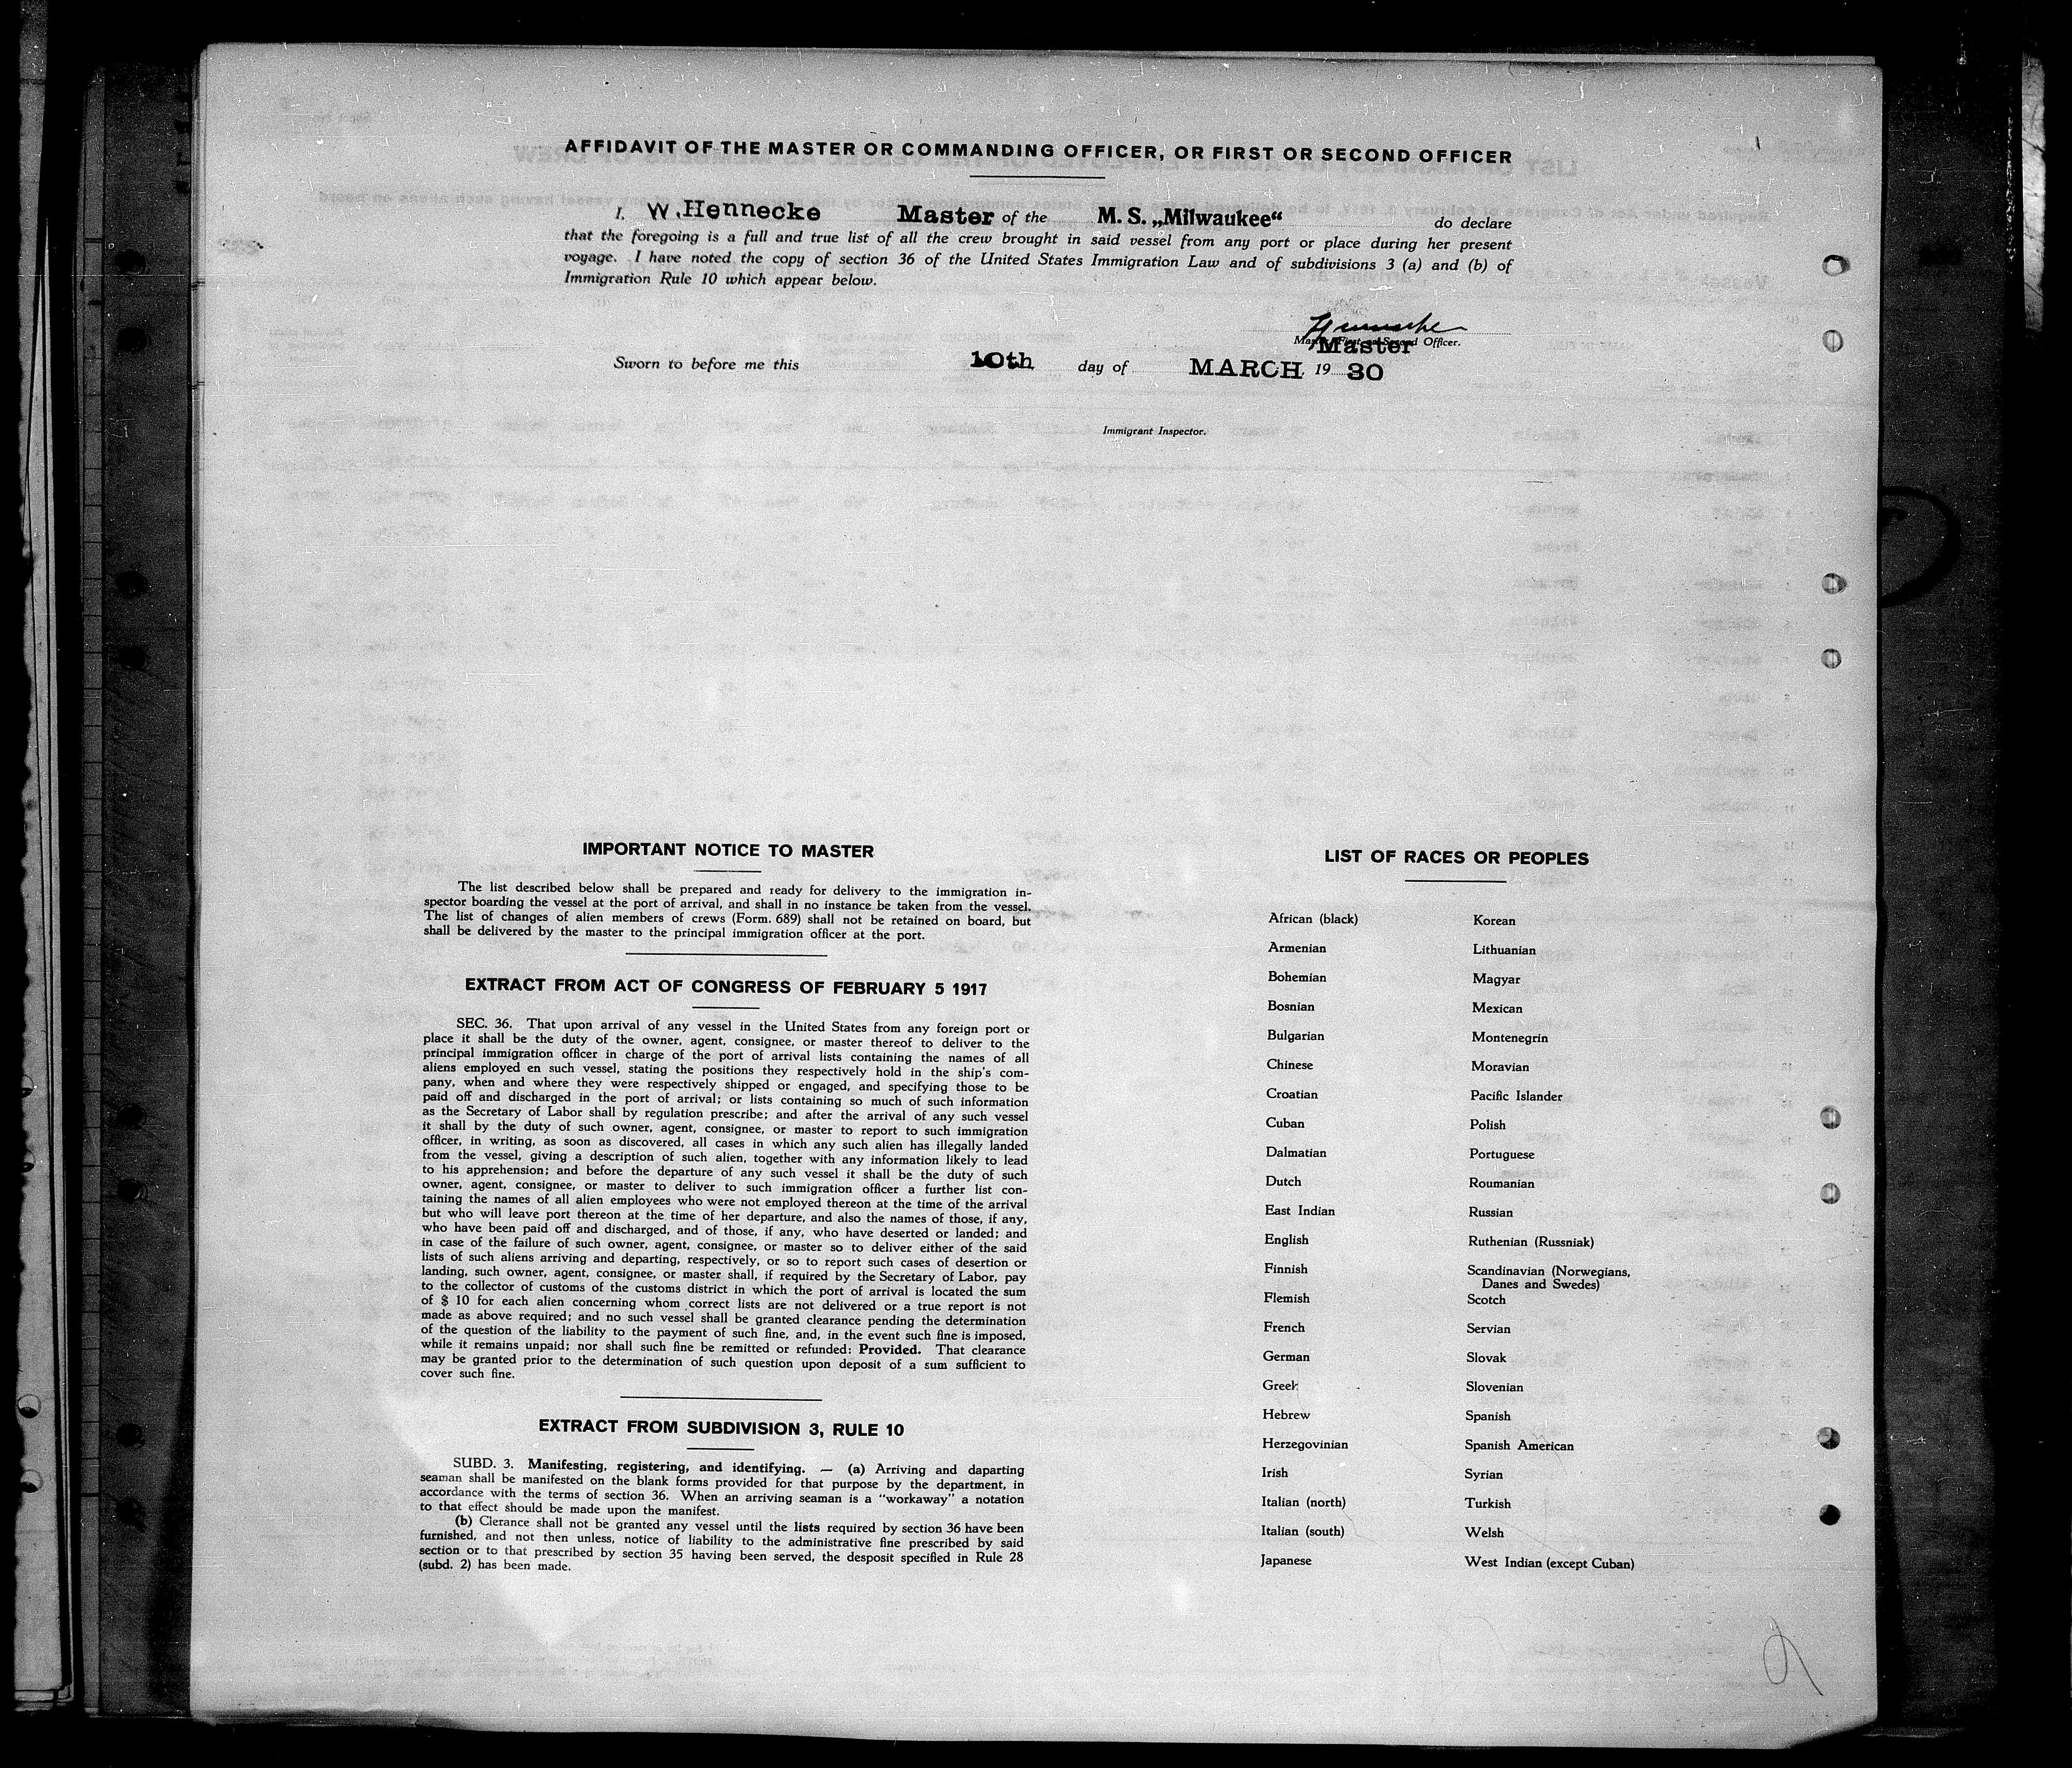 AFFIDAVIT OF THE MASTER OR COMMANDING OFFICER, OR FIRST OR SECOND OFFICER
I, W.Hennecke Master of the M. S. „Milwaukee“ do declare
that the foregoing is a full and true list of all the crew brought in said vessel from any port or place during her present
voyage. I have noted the copy of section 36 of the United States Immigration Law and of subdivisions 3 (a) and (b) of
Immigration Rule 10 which appear below.
Hennecke
Master, First or Second Officer.
Master
Sworn to before me this 10th day of MARCH, 19 30
Immigrant Inspector.
IMPORTANT NOTICE TO MASTER
The list described below shall be prepared and ready for delivery to the immigration in-
spector boarding the vessel at the port of arrival, and shall in no instance be taken from the vessel.
The list of changes of alien members of crews (Form. 689) shall not be retained on board, but
shall be delivered by the master to the principal immigration officer at the port.
EXTRACT FROM ACT OF CONGRESS OF FEBRUARY 5 1917
SEC. 36. That upon arrival of any vessel in the United States from any foreign port or
place it shall be the duty of the owner, agent, consignee, or master thereof to deliver to the
principal immigration officer in charge of the port of arrival lists containing the names of all
aliens employed en such vessel, stating the positions they respectively hold in the ship's com-
pany, when and where they were respectively shipped or engaged, and specifying those to be
paid off and discharged in the port of arrival; or lists containing so much of such information
as the Secretary of Labor shall by regulation prescribe; and after the arrival of any such vessel
it shall by the duty of such owner, agent, consignee, or master to report to such immigration
officer, in writing, as soon as discovered, all cases in which any such alien has illegally landed
from the vessel, giving a description of such alien, together with any information likely to lead
to his apprehension; and before the departure of any such vessel it shall be the duty of such
owner, agent, consignee, or master to deliver to such immigration officer a further list con-
taining the names of all alien employees who were not employed thereon at the time of the arrival
but who will leave port thereon at the time of her departure, and also the names of those, if any,
who have been paid off and discharged, and of those, if any, who have deserted or landed; and
in case of the failure of such owner, agent, consignee, or master so to deliver either of the said
lists of such aliens arriving and departing, respectively, or so to report such cases of desertion or
landing, such owner, agent, consignee, or master shall, if required by the Secretary of Labor, pay
to the collector of customs of the customs district in which the port of arrival is located the sum
of $ 10 for each alien concerning whom correct lists are not delivered or a true report is not
made as above required; and no such vessel shall be granted clearance pending the determination
of the question of the liability to the payment of such fine, and, in the event such fine is imposed,
while it remains unpaid; nor shall such fine be remitted or refunded: Provided. That clearance
may be granted prior to the determination of such question upon deposit of a sum sufficient to
cover such fine.
EXTRACT FROM SUBDIVISION 3, RULE 10
SUBD. 3. Manifesting, registering, and identifying. — (a) Arriving and daparting
seaman shall be manifested on the blank forms provided for that purpose by the department, in
accordance with the terms of section 36. When an arriving seaman is a "workaway" a notation
to that effect should be made upon the manifest.
(b) Clerance shall not be granted any vessel until the lists required by section 36 have been
furnished, and not then unless, notice of liability to the administrative fine prescribed by said
section or to that prescribed by section 35 having been served, the desposit specified in Rule 28
(subd. 2) has been made.
LIST OF RACES OR PEOPLES
African (black)
Armenian
Bohemian
Bosnian
Bulgarian
Chinese
Croatian
Cuban
Dalmatian
Dutch
East Indian
English
Finnish
Flemish
French
German
Greek
Hebrew
Herzegovinian
Irish
Italian (north)
Italian (south)
Japanese
Korean
Lithuanian
Magyar
Mexican
Montenegrin
Moravian
Pacific Islander
Polish
Portuguese
Roumanian
Russian
Ruthenian (Russniak)
Scandinavian (Norwegians,
Danes and Swedes)
Scotch
Servian
Slovak
Slovenian
Spanish
Spanish American
Syrian
Turkish
Welsh
West Indian (except Cuban)